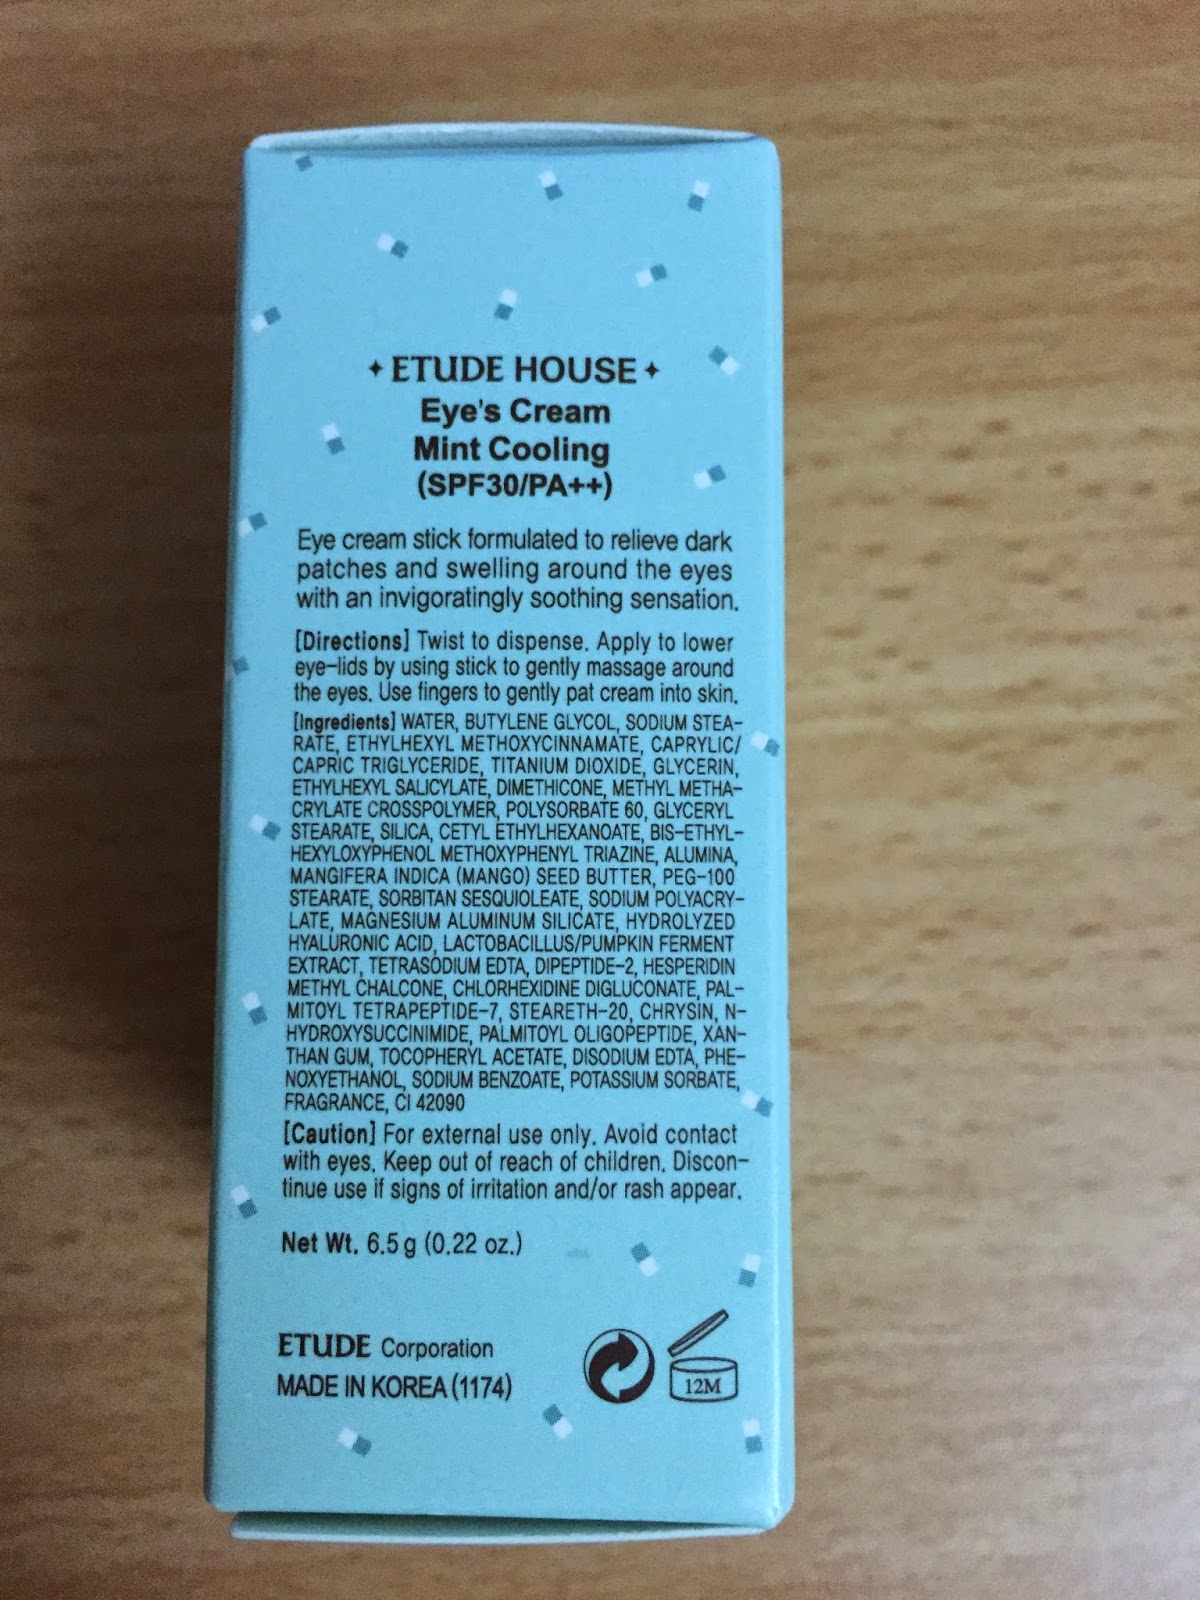 ETUDE HOUSE
Eye's Cream
Mint Cooling
(SPF30/PA++)
Eye cream stick formulated to relieve dark
patches and swelling around the eyes
with an invigoratingly soothing sensation.
[Directions] Twist to dispense. Apply to lower
eye-lids by using stick to gently massage around
the eyes. Use fingers to gently pat cream into skin.
[Ingredients] WATER, BUTYLENE GLYCOL, SODIUM STEA-
RATE, ETHYLHEXYL METHOXYCINNAMATE, CAPRYLIC/
CAPRIC TRIGLYCERIDE, TITANIUM DIOXIDE, GLYCERIN,
ETHYLHEXYL SALICYLATE, DIMETHICONE, METHYL METHA-
CRYLATE CROSSPOLYMER, POLYSORBATE 60, GLYCERYL
STEARATE, SILICA, CETYL ETHYLHEXANOATE, BIS-ETHYL-
HEXYLOXYPHENOL METHOXYPHENYL TRIAZINE, ALUMINA,
MANGIFERA INDICA (MANGO) SEED BUTTER, PEG-100
STEARATE, SORBITAN SESQUIOLEATE, SODIUM POLYACRY-
LATE, MAGNESIUM ALUMINUM SILICATE, HYDROLYZED
HYALURONIC ACID, LACTOBACILLUS/PUMPKIN FERMENT
EXTRACT, TETRASODIUM EDTA, DIPEPTIDE-2, HESPERIDIN
METHYL CHALCONE, CHLORHEXIDINE DIGLUCONATE, PAL-
MITOYL TETRAPEPTIDE-7, STEARETH-20, CHRYSIN, N-
HYDROXYSUCCINIMIDE, PALMITOYL OLIGOPEPTIDE, XAN-
THAN GUM, TOCOPHERYL ACETATE, DISODIUM EDTA, PHE-
NOXYETHANOL, SODIUM BENZOATE, POTASSIUM SORBATE,
FRAGRANCE, CI 42090
[Caution] For external use only. Avoid contact
with eyes. Keep out of reach of children. Discon-
tinue use if signs of irritation and/or rash appear.
Net Wt. 6.5 g (0.22 oz.)
ETUDE Corporation
MADE IN KOREA (1174)
12M